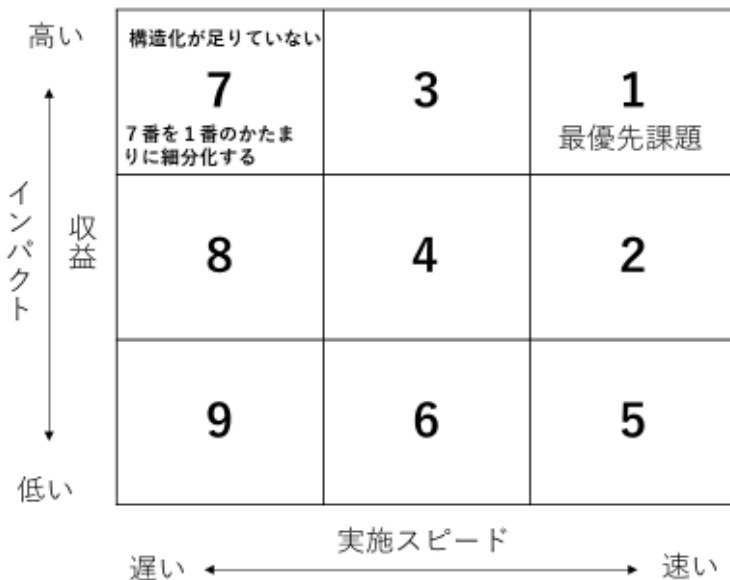 高い
構造化が足りていない
7
3
1
７番を１番のかたま
りに細分化する
最優先課題
インパクト
収益
8
4
2
9
6
5
低い
実施スピード
遅い
速い